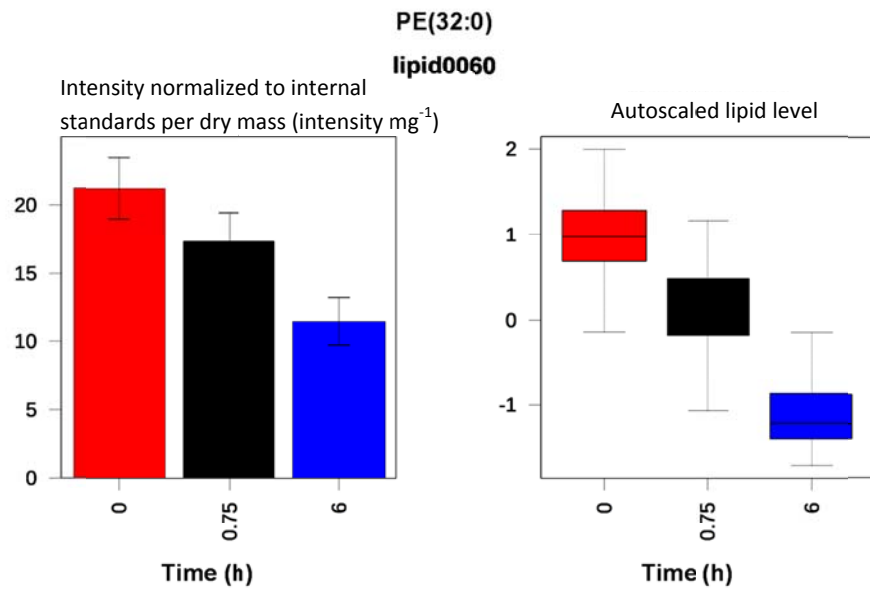 PE(32:0)
lipid0060
Intensity normalized to internal
standards per dry mass (intensity mg⁻¹)
20
15
10
5
0
0
0.75
6
Time (h)
Autoscaled lipid level
2
1
0
-1
0
0.75
6
Time (h)